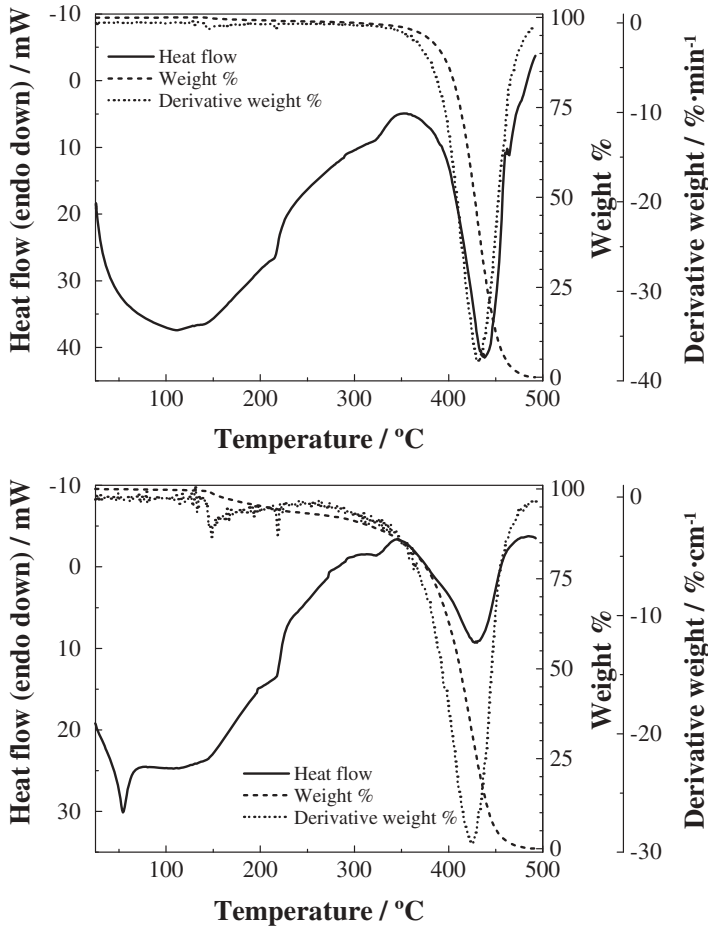 Heat flow (endo down) / mW
-10
0
10
20
30
40
Heat flow
Weight %
Derivative weight %
100
200
300
400
500
Temperature / ºC
100
75
50
25
0
Weight %
0
-10
-20
-30
-40
Derivative weight / %·min-1
Heat flow (endo down) / mW
-10
0
10
20
30
Heat flow
Weight %
Derivative weight %
100
200
300
400
500
Temperature / ºC
100
75
50
25
0
Weight %
0
-10
-20
-30
Derivative weight / %·cm-1